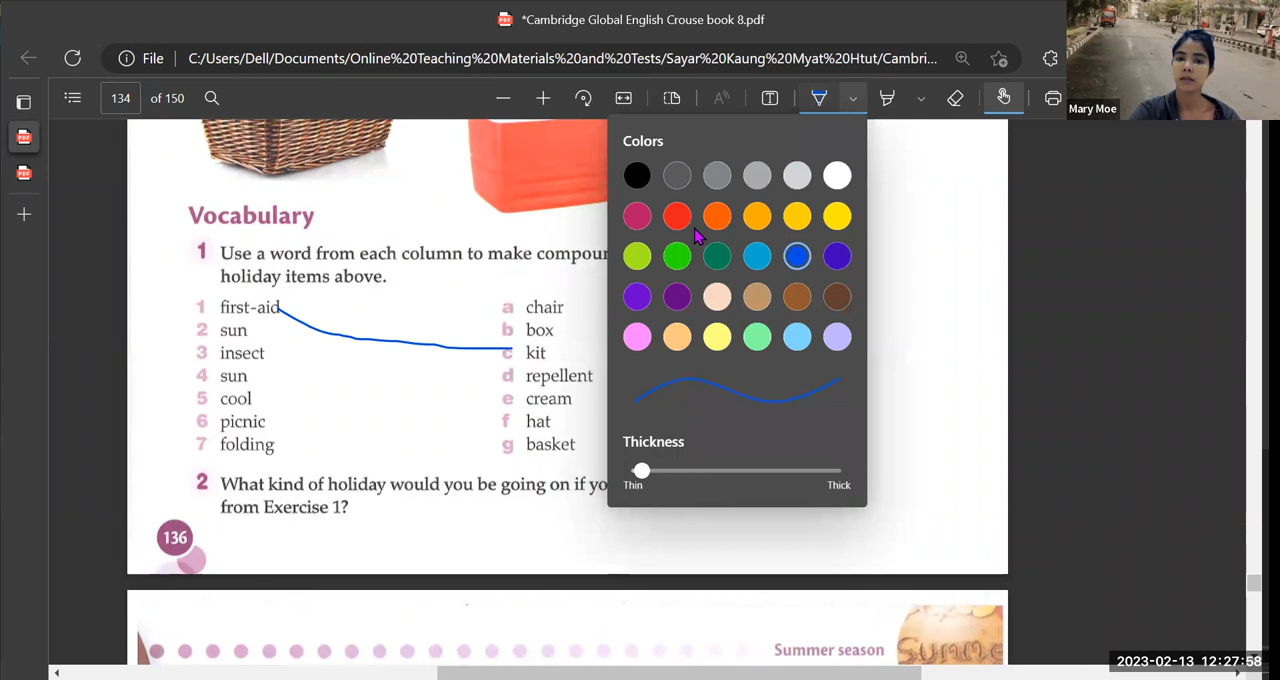 *Cambridge Global English Crouse book 8.pdf
File
C:/Users/Dell/Documents/Online%20Teaching%20Materials%20and%20Tests/Sayar%20Kaung%20Myat%20Htut/Cambri...
Mary Moe
134 of 150
Colors
Thickness
Thin Thick
Vocabulary
1 Use a word from each column to make compoun
holiday items above.
1 first-aid a chair
2 sun b box
3 insect c kit
4 sun d repellent
5 cool e cream
6 picnic f hat
7 folding g basket
2 What kind of holiday would you be going on if yo
from Exercise 1?
136
Summer season
Summe
2023-02-13 12:27:58